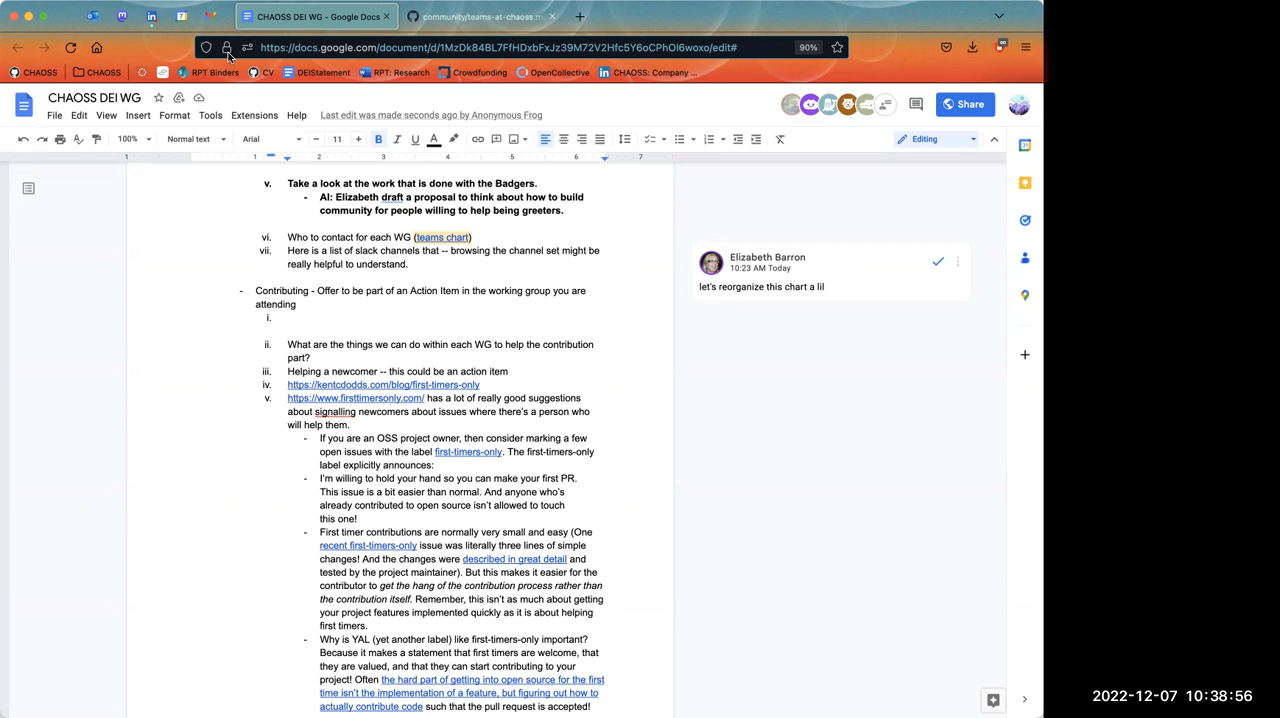 CHAOSS DEI WG - Google Docs
community/teams-at-chaoss.m
https://docs.google.com/document/d/1MzDk84BL7FfHDxbFxJz39M72V2Hfc5Y6oCPhOl6woxo/edit#
90%
CHAOSS
CHAOSS
RPT Binders
CV
DEIStatement
RPT: Research
Crowdfunding
OpenCollective
CHAOSS: Company ...
CHAOSS DEI WG
File Edit View Insert Format Tools Extensions Help
Last edit was made seconds ago by Anonymous Frog
Share
100% Normal text Arial 11 B I U A Editing
1 1 2 3 4 5 6 7
v. Take a look at the work that is done with the Badgers.
- AI: Elizabeth draft a proposal to think about how to build
community for people willing to help being greeters.
vi. Who to contact for each WG (teams chart)
vii. Here is a list of slack channels that -- browsing the channel set might be
really helpful to understand.
- Contributing - Offer to be part of an Action Item in the working group you are
attending
i.
ii. What are the things we can do within each WG to help the contribution
part?
iii. Helping a newcomer -- this could be an action item
iv. https://kentcdodds.com/blog/first-timers-only
v. https://www.firsttimersonly.com/ has a lot of really good suggestions
about signalling newcomers about issues where there's a person who
will help them.
- If you are an OSS project owner, then consider marking a few
open issues with the label first-timers-only. The first-timers-only
label explicitly announces:
- I'm willing to hold your hand so you can make your first PR.
This issue is a bit easier than normal. And anyone who's
already contributed to open source isn't allowed to touch
this one!
- First timer contributions are normally very small and easy (One
recent first-timers-only issue was literally three lines of simple
changes! And the changes were described in great detail and
tested by the project maintainer). But this makes it easier for the
contributor to get the hang of the contribution process rather than
the contribution itself. Remember, this isn't as much about getting
your project features implemented quickly as it is about helping
first timers.
- Why is YAL (yet another label) like first-timers-only important?
Because it makes a statement that first timers are welcome, that
they are valued, and that they can start contributing to your
project! Often the hard part of getting into open source for the first
time isn't the implementation of a feature, but figuring out how to
actually contribute code such that the pull request is accepted!
Elizabeth Barron
10:23 AM Today
let's reorganize this chart a lil
2022-12-07 10:38:56